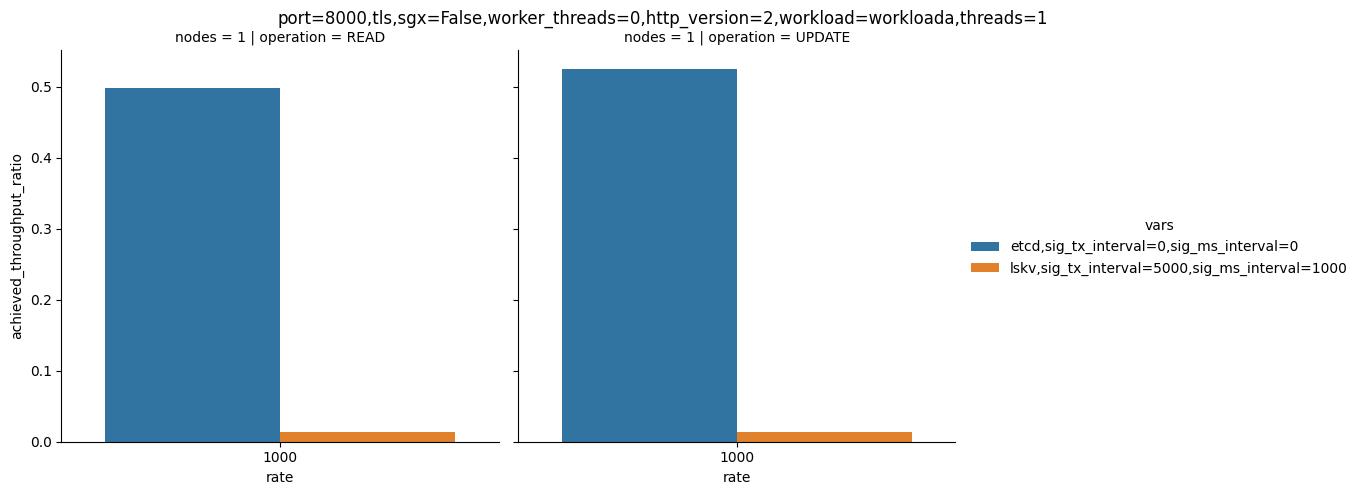 port=8000,tls,sgx=False,worker_threads=0,http_version=2,workload=workloada,threads=1
nodes = 1 | operation = READ
nodes = 1 | operation = UPDATE
achieved_throughput_ratio
0.5
0.4
0.3
0.2
0.1
0.0
1000
rate
1000
rate
vars
etcd,sig_tx_interval=0,sig_ms_interval=0
lskv,sig_tx_interval=5000,sig_ms_interval=1000